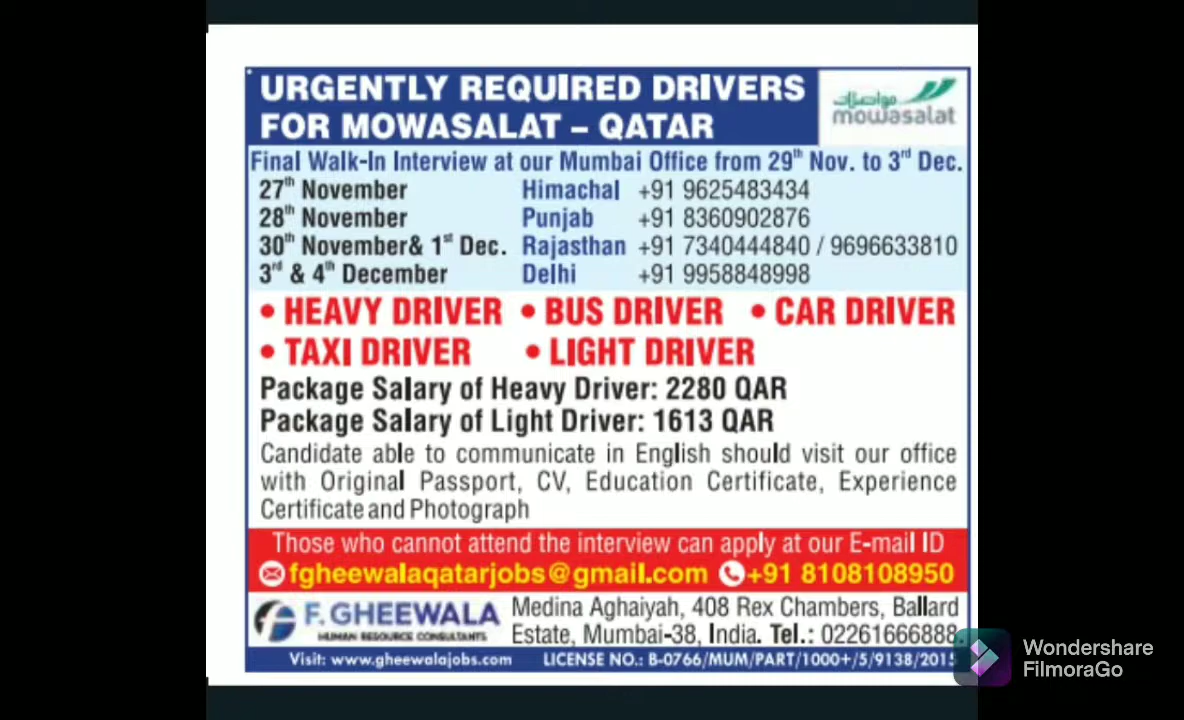 URGENTLY REQUIRED DRIVERS
FOR MOWASALAT – QATAR
مواصلات
mowasalat
Final Walk-In Interview at our Mumbai Office from 29th Nov. to 3rd Dec.
27th November Himachal +91 9625483434
28th November Punjab +91 8360902876
30th November& 1st Dec. Rajasthan +91 7340444840 / 9696633810
3rd & 4th December Delhi +91 9958848998
• HEAVY DRIVER • BUS DRIVER • CAR DRIVER
• TAXI DRIVER • LIGHT DRIVER
Package Salary of Heavy Driver: 2280 QAR
Package Salary of Light Driver: 1613 QAR
Candidate able to communicate in English should visit our office
with Original Passport, CV, Education Certificate, Experience
Certificate and Photograph
Those who cannot attend the interview can apply at our E-mail ID
fgheewalaqatarjobs@gmail.com +91 8108108950
F. GHEEWALA
HUMAN RESOURCE CONSULTANTS
Medina Aghaiyah, 408 Rex Chambers, Ballard
Estate, Mumbai-38, India. Tel.: 02261666888.
Visit: www.gheewalajobs.com LICENSE NO.: B-0766/MUM/PART/1000+/5/9138/2015
Wondershare
FilmoraGo